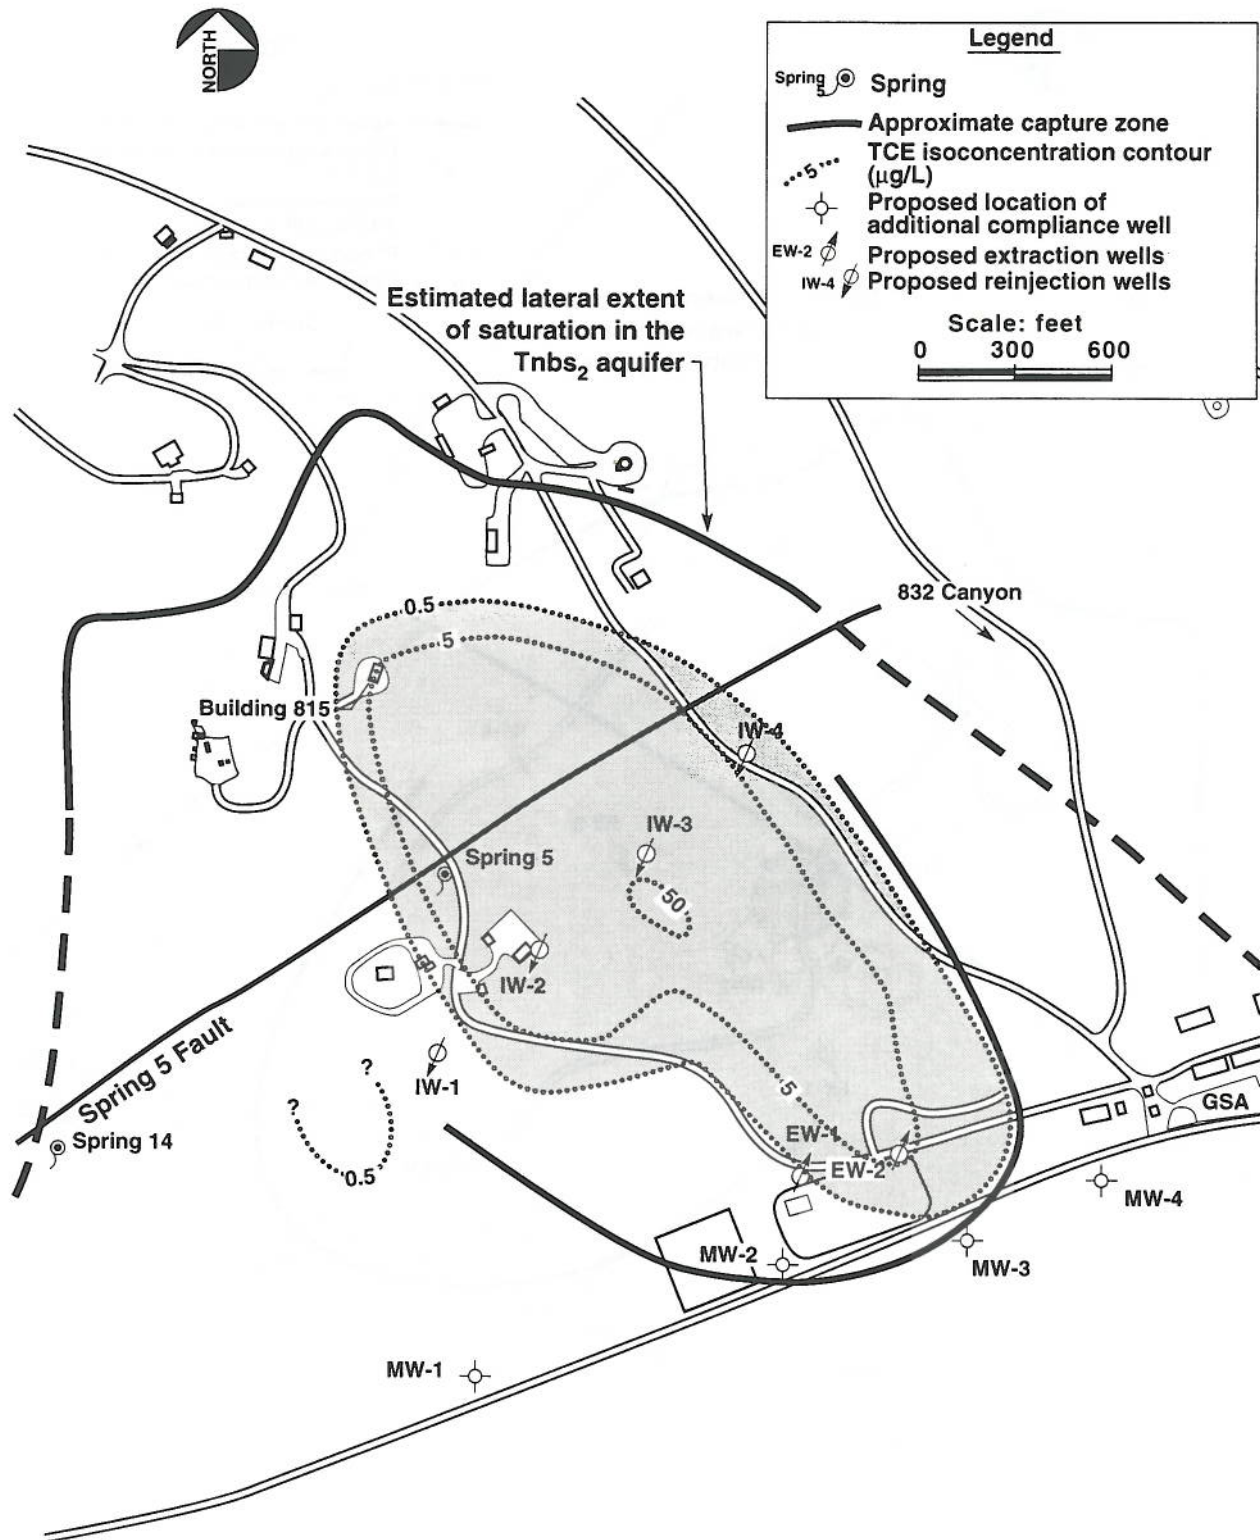 NORTH
Legend
Spring 5
Spring
Approximate capture zone
5
TCE isoconcentration contour
(µg/L)
Proposed location of
additional compliance well
EW-2
Proposed extraction wells
IW-4
Proposed reinjection wells
Scale: feet
0 300 600
Estimated lateral extent
of saturation in the
Tnbs2 aquifer
832 Canyon
0.5
5
Building 815
IW-4
IW-3
Spring 5
50
IW-2
Spring 5 Fault
?
IW-1
?
5
GSA
Spring 14
EW-1
0.5
EW-2
MW-4
MW-2
MW-3
MW-1